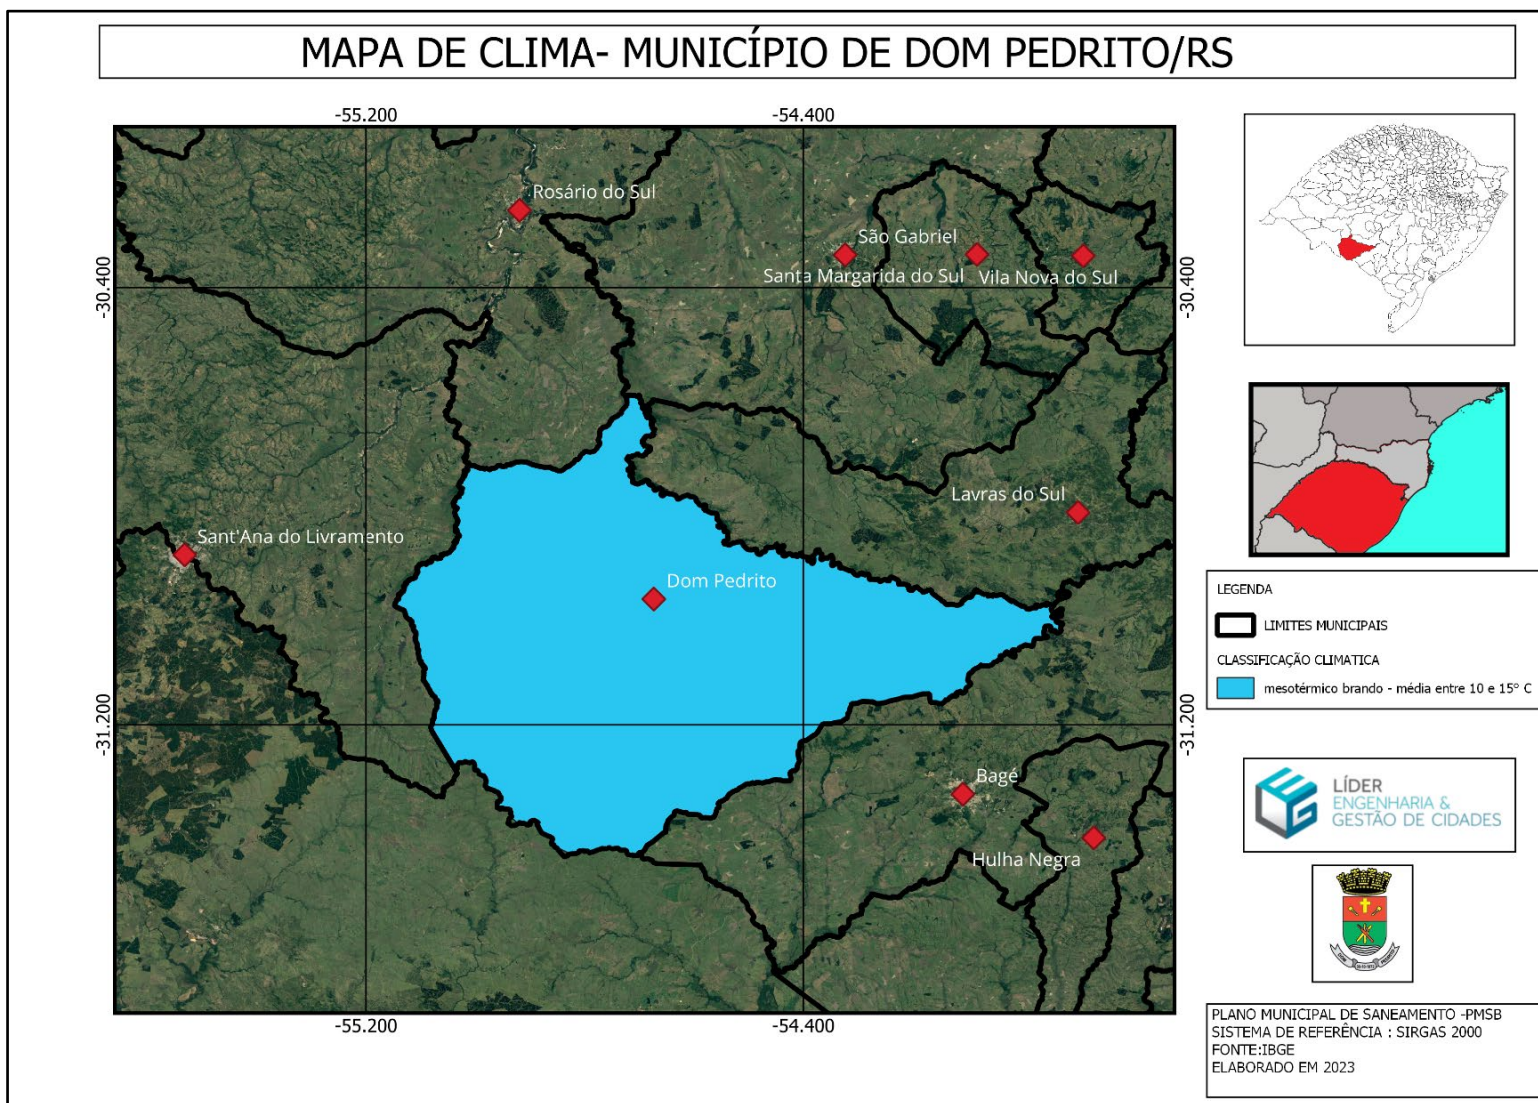 MAPA DE CLIMA- MUNICÍPIO DE DOM PEDRITO/RS
-55.200
-54.400
-30.400
-30.400
Rosário do Sul
São Gabriel
Santa Margarida do Sul
Vila Nova do Sul
Lavras do Sul
Sant'Ana do Livramento
Dom Pedrito
-31.200
-31.200
Bagé
Hulha Negra
-55.200
-54.400
LEGENDA
LIMITES MUNICIPAIS
CLASSIFICAÇÃO CLIMATICA
mesotérmico brando - média entre 10 e 15° C
LÍDER
ENGENHARIA &
GESTÃO DE CIDADES
DOM
PEDRITO
PLANO MUNICIPAL DE SANEAMENTO -PMSB
SISTEMA DE REFERÊNCIA : SIRGAS 2000
FONTE:IBGE
ELABORADO EM 2023